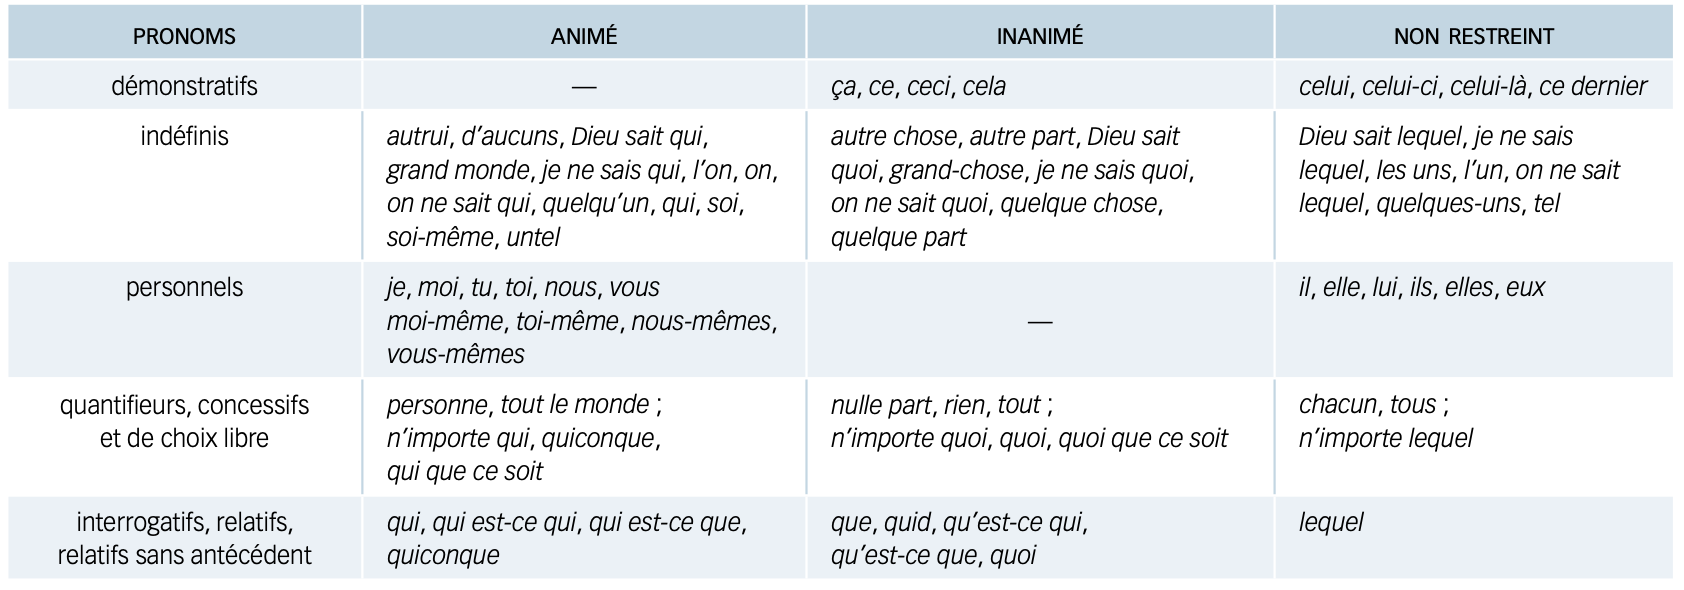 PRONOMS ANIMÉ INANIMÉ NON RESTREINT
démonstratifs — ça, ce, ceci, cela celui, celui-ci, celui-là, ce dernier
indéfinis autrui, d’aucuns, Dieu sait qui, autre chose, autre part, Dieu sait Dieu sait lequel, je ne sais
grand monde, je ne sais qui, l’on, on, quoi, grand-chose, je ne sais quoi, lequel, les uns, l’un, on ne sait
on ne sait qui, quelqu’un, qui, soi, on ne sait quoi, quelque chose, lequel, quelques-uns, tel
soi-même, untel quelque part
personnels je, moi, tu, toi, nous, vous il, elle, lui, ils, elles, eux
moi-même, toi-même, nous-mêmes, —
vous-mêmes
quantifieurs, concessifs personne, tout le monde ; nulle part, rien, tout ; chacun, tous ;
et de choix libre n’importe qui, quiconque, n’importe quoi, quoi, quoi que ce soit n’importe lequel
qui que ce soit
interrogatifs, relatifs, qui, qui est-ce qui, qui est-ce que, que, quid, qu’est-ce qui, lequel
relatifs sans antécédent quiconque qu’est-ce que, quoi